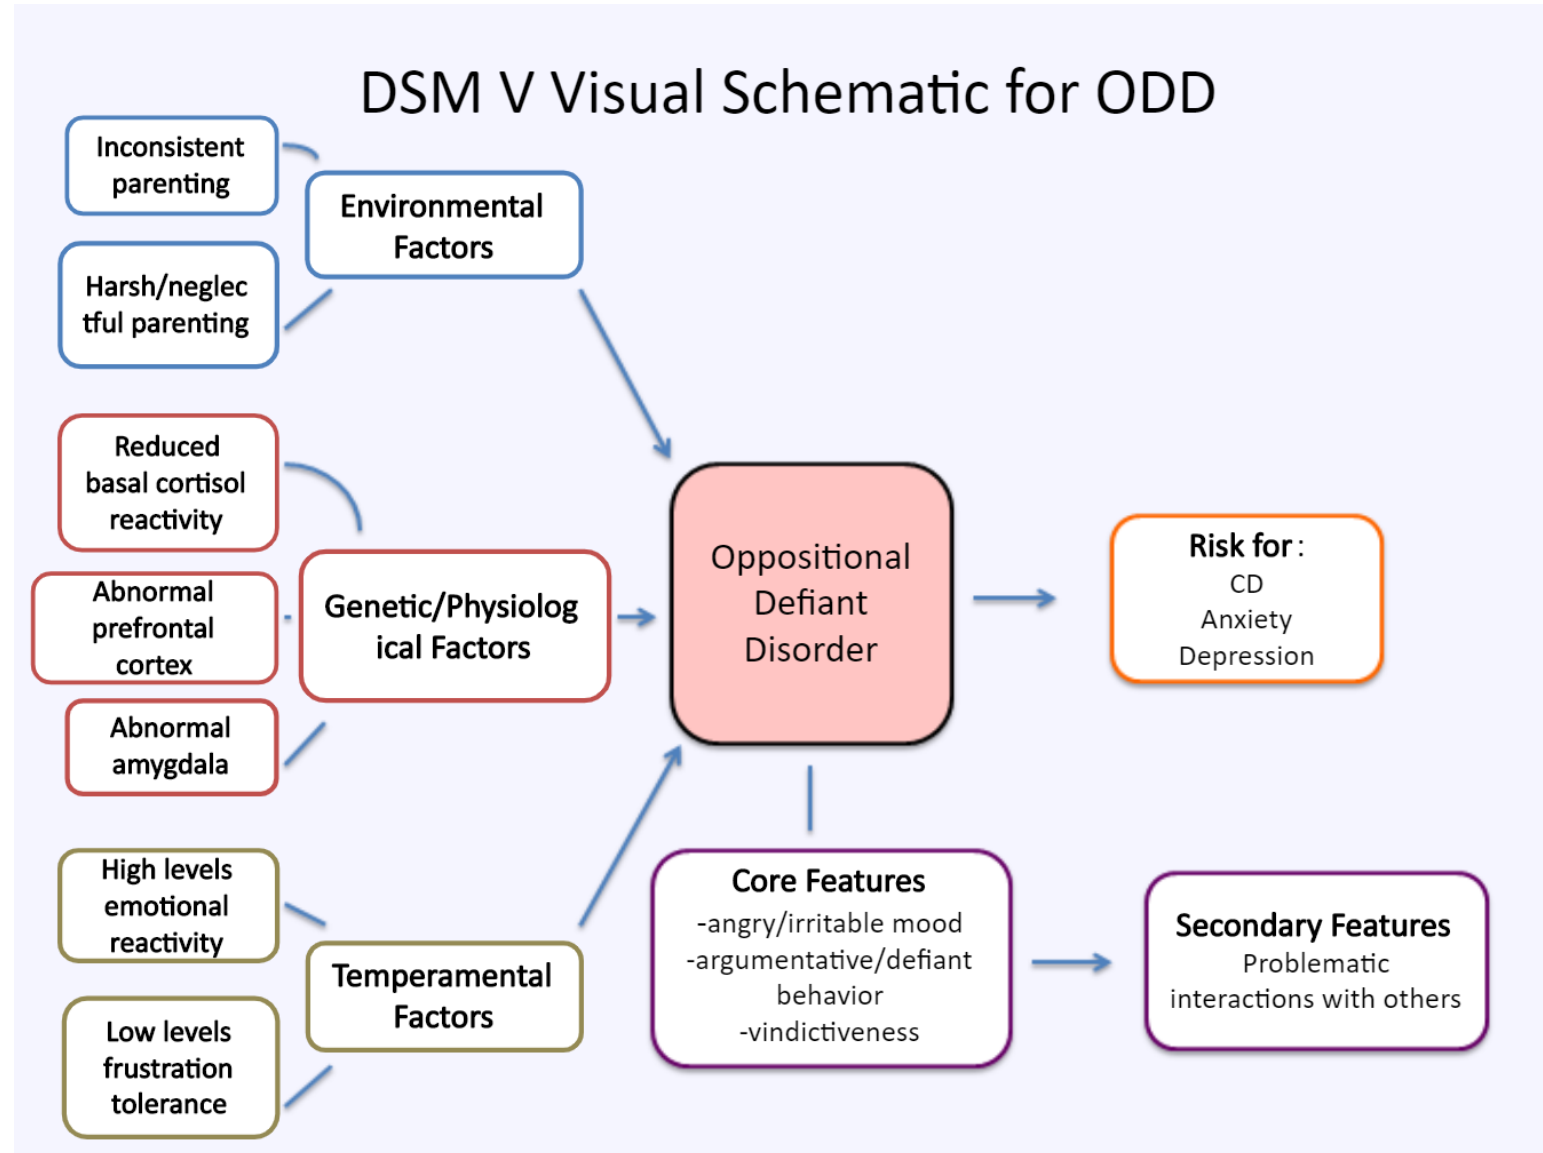 DSM V Visual Schematic for ODD
Inconsistent
parenting
Environmental
Factors
Harsh/neglec
tful parenting
Reduced
basal cortisol
reactivity
Abnormal
prefrontal
cortex
Genetic/Physiolog
ical Factors
Abnormal
amygdala
High levels
emotional
reactivity
Temperamental
Factors
Low levels
frustration
tolerance
Oppositional
Defiant
Disorder
Risk for:
CD
Anxiety
Depression
Core Features
-angry/irritable mood
-argumentative/defiant
behavior
-vindictiveness
Secondary Features
Problematic
interactions with others